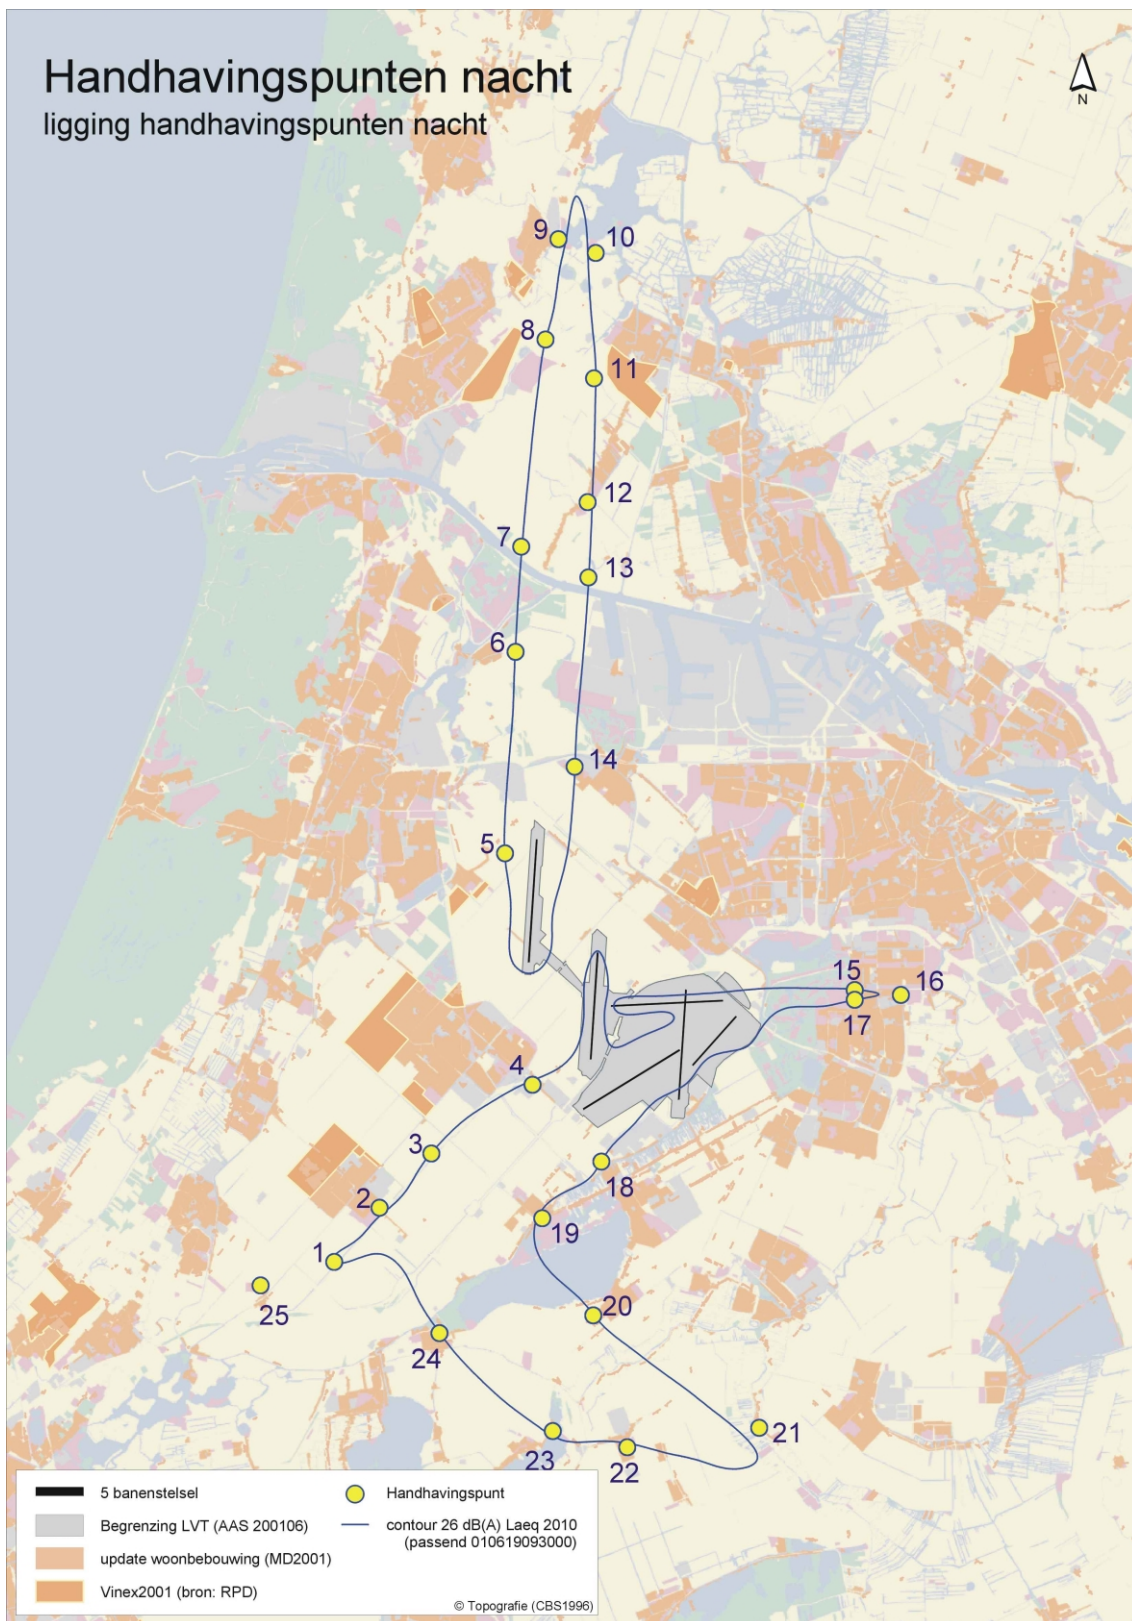 Handhavingspunten nacht
ligging handhavingspunten nacht
N
9
10
8
11
12
7
13
6
14
5
15
16
17
4
3
18
2
19
1
25
20
24
21
23
22
5 banenstelsel
Begrenzing LVT (AAS 200106)
update woonbebouwing (MD2001)
Vinex2001 (bron: RPD)
Handhavingspunt
contour 26 dB(A) Laeq 2010
(passend 010619093000)
© Topografie (CBS1996)